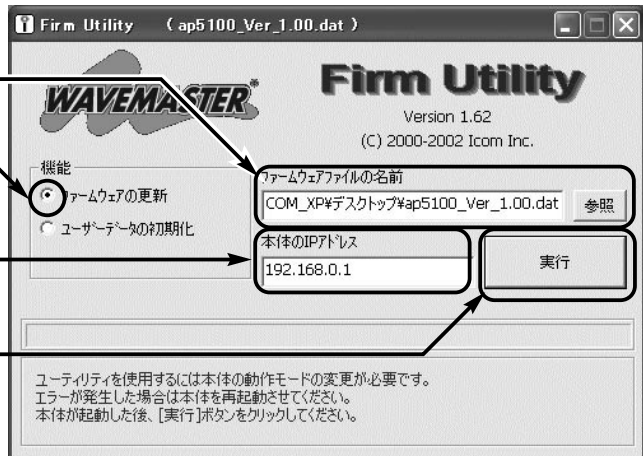 Firm Utility ( ap5100_Ver_1.00.dat )
WAVEMASTER
Firm Utility
Version 1.62
(C) 2000-2002 Icom Inc.
機能
ファームウェアの更新
ユーザーデータの初期化
ファームウェアファイルの名前
COM_XP¥デスクトップ¥ap5100_Ver_1.00.dat
参照
本体のIPアドレス
192.168.0.1
実行
ユーティリティを使用するには本体の動作モードの変更が必要です。
エラーが発生した場合は本体を再起動させてください。
本体が起動した後、[実行]ボタンをクリックしてください。